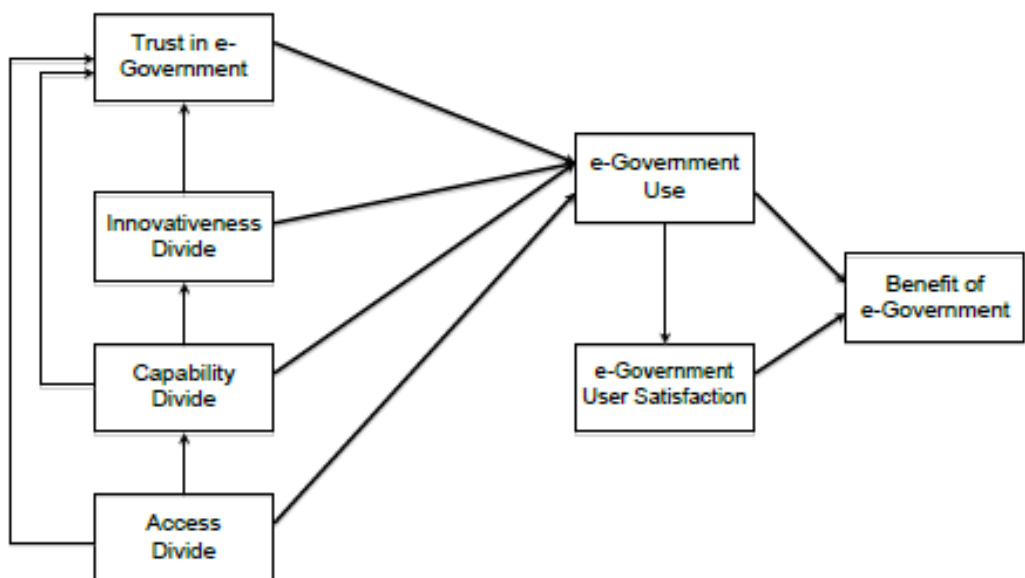 Trust in e-
Government
Innovativeness
Divide
Capability
Divide
Access
Divide
e-Government
Use
e-Government
User Satisfaction
Benefit of
e-Government